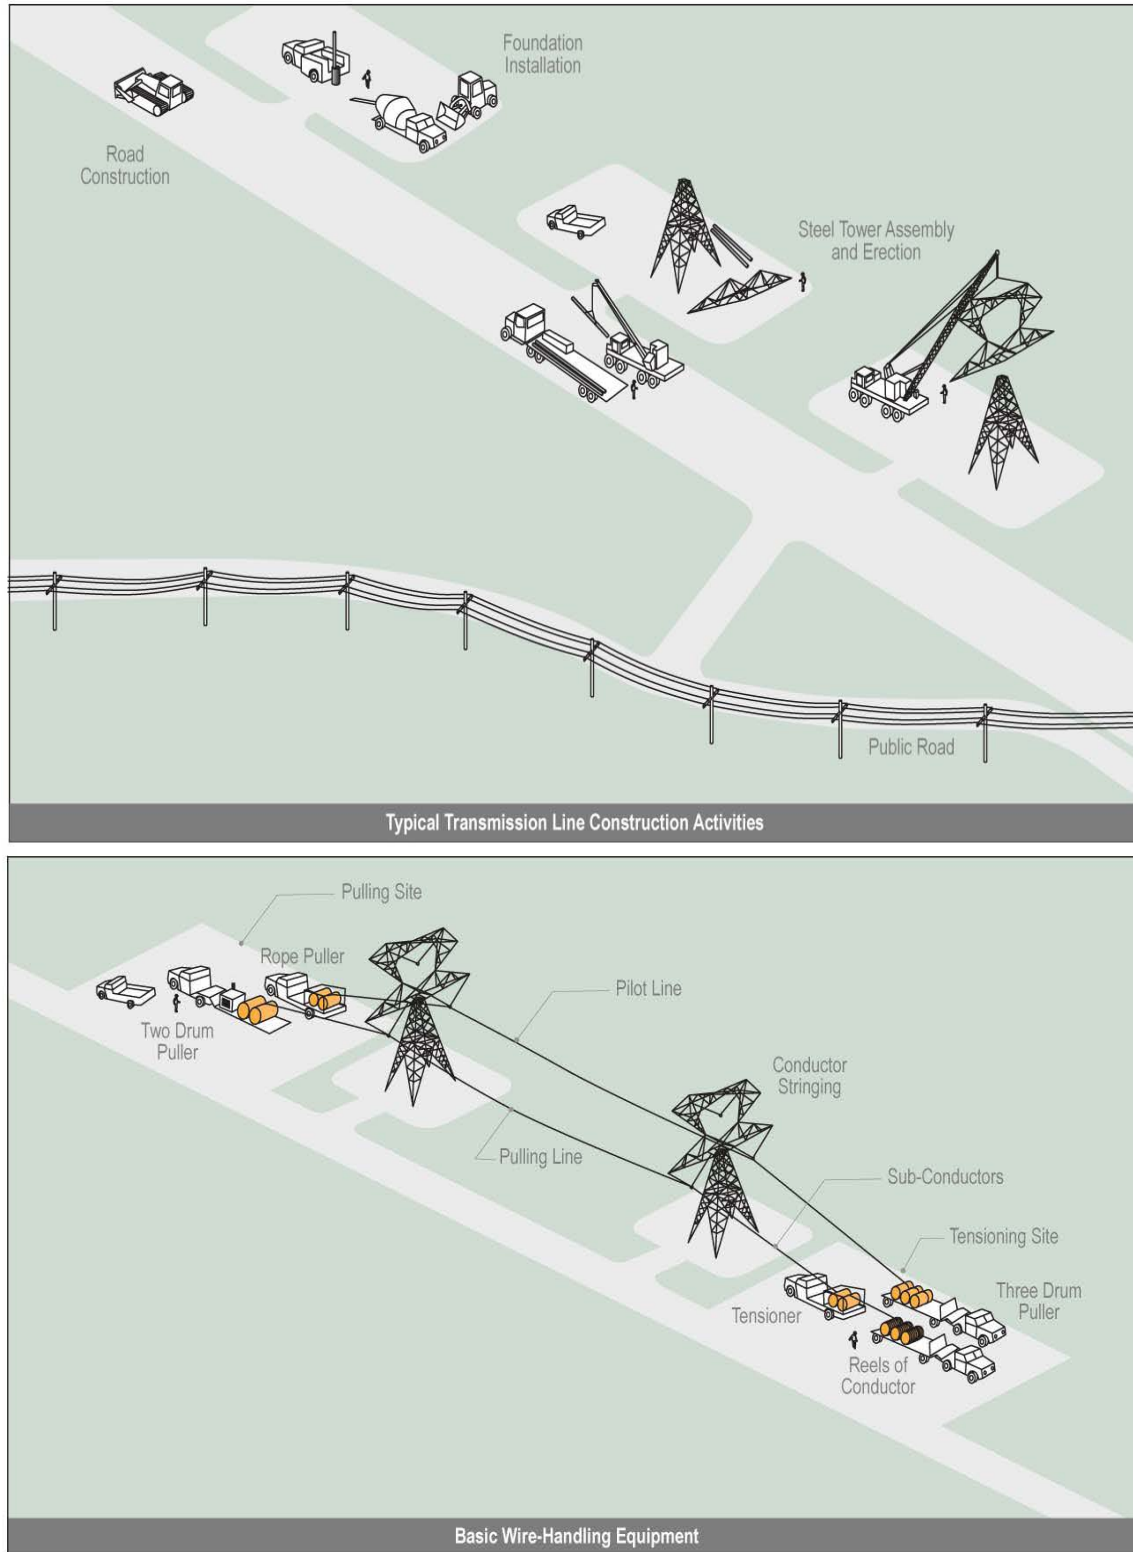 Foundation
Installation
Road
Construction
Steel Tower Assembly
and Erection
Public Road
Typical Transmission Line Construction Activities
Pulling Site
Rope Puller
Two Drum
Puller
Pilot Line
Conductor
Stringing
Pulling Line
Sub-Conductors
Tensioning Site
Three Drum
Puller
Tensioner
Reels of
Conductor
Basic Wire-Handling Equipment